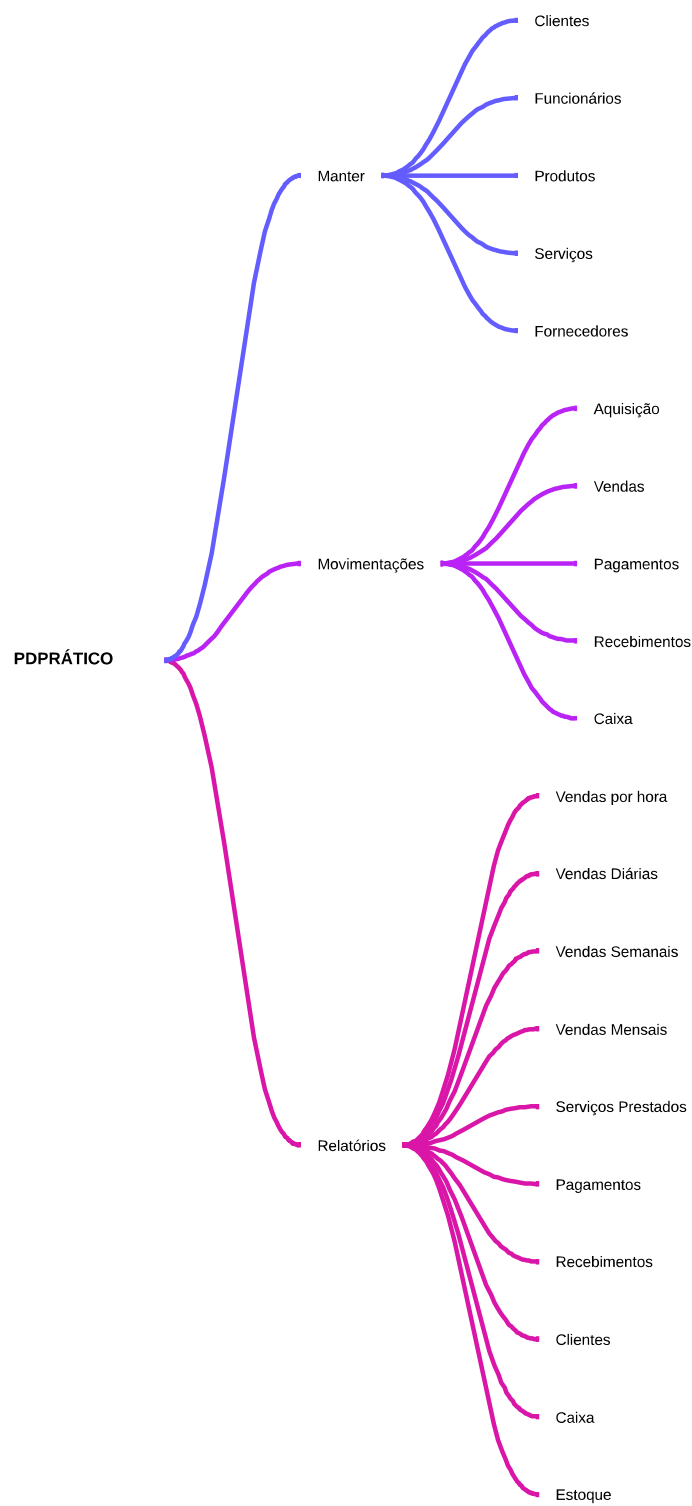 PDPRÁTICO
Manter
Clientes
Funcionários
Produtos
Serviços
Fornecedores
Movimentações
Aquisição
Vendas
Pagamentos
Recebimentos
Caixa
Relatórios
Vendas por hora
Vendas Diárias
Vendas Semanais
Vendas Mensais
Serviços Prestados
Pagamentos
Recebimentos
Clientes
Caixa
Estoque